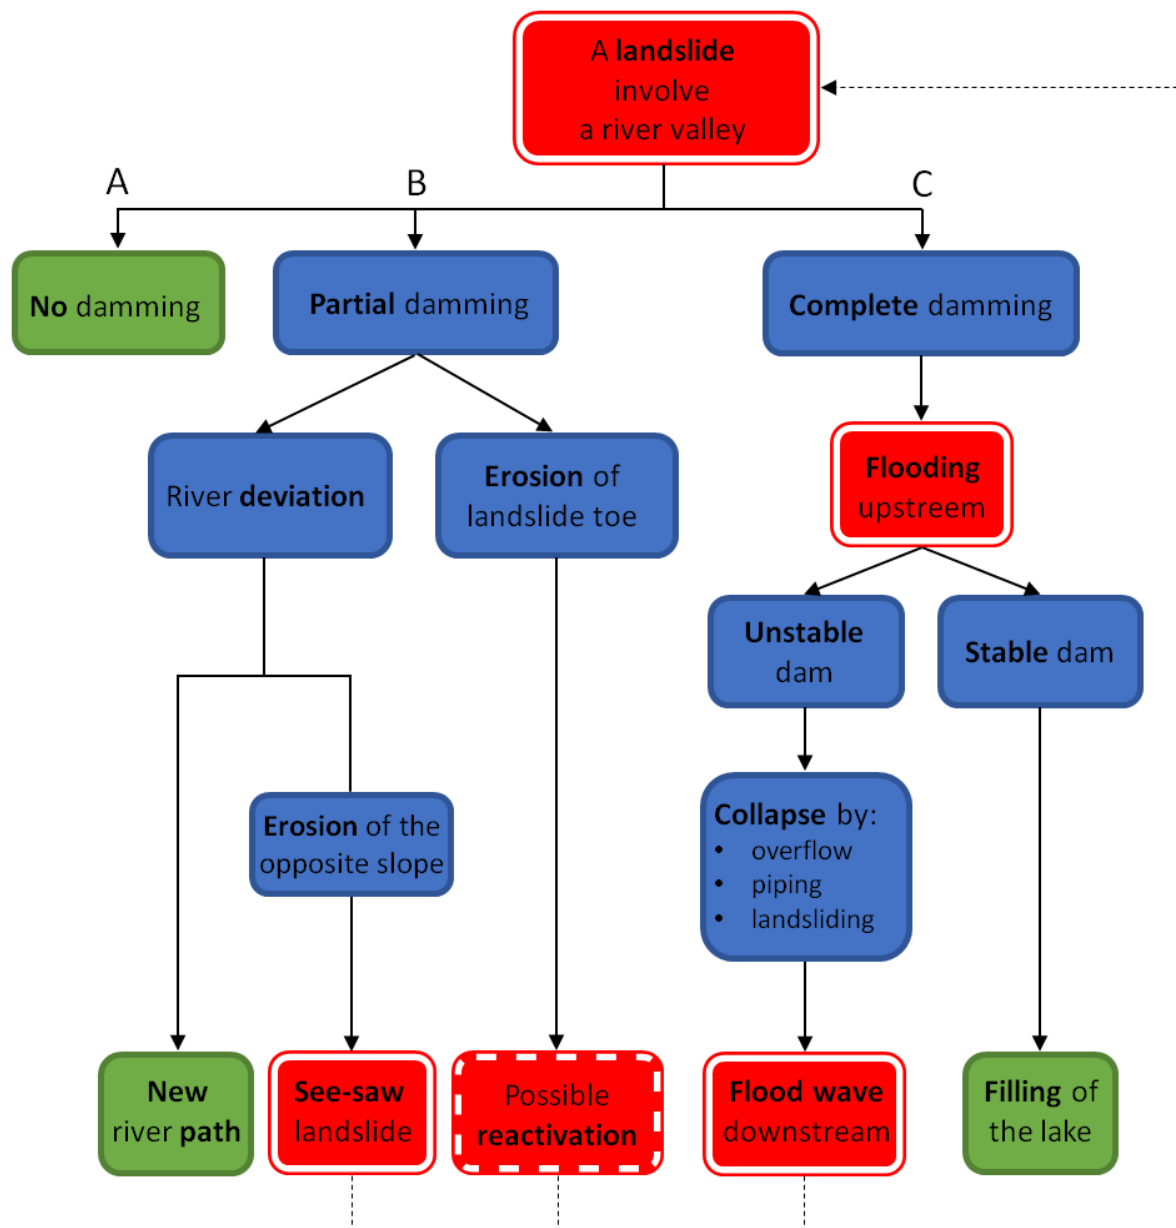 A landslide
involve
a river valley
A
B
C
No damming
Partial damming
Complete damming
River deviation
Erosion of
landslide toe
Flooding
upstreem
Unstable
dam
Stable dam
Erosion of the
opposite slope
Collapse by:
• overflow
• piping
• landsliding
New
river path
See-saw
landslide
Possible
reactivation
Flood wave
downstream
Filling of
the lake